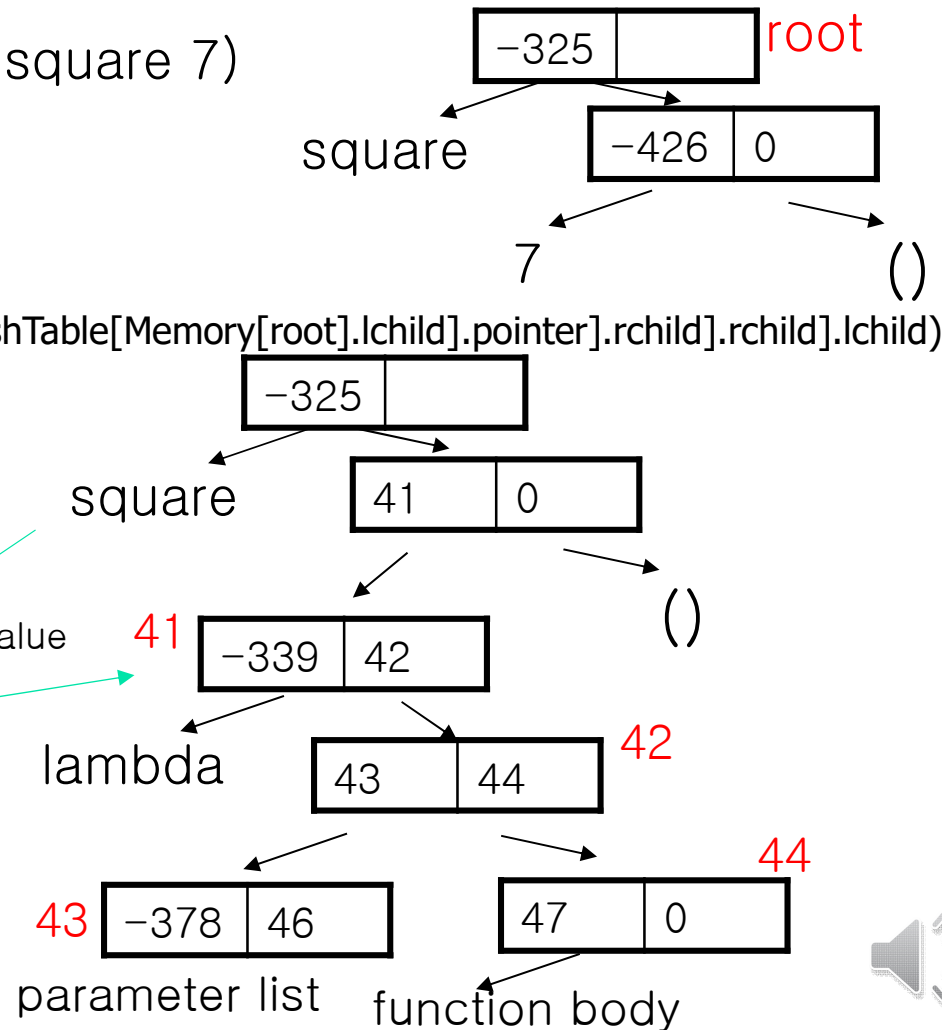 square 7)
-325
root
square
-426 0
7
()
shTable[Memory[root].lchild].pointer].rchild].rchild].lchild)
-325
square
41 0
()
alue
41
-339 42
lambda
42
43 44
44
43
-378 46
47 0
parameter list
function body